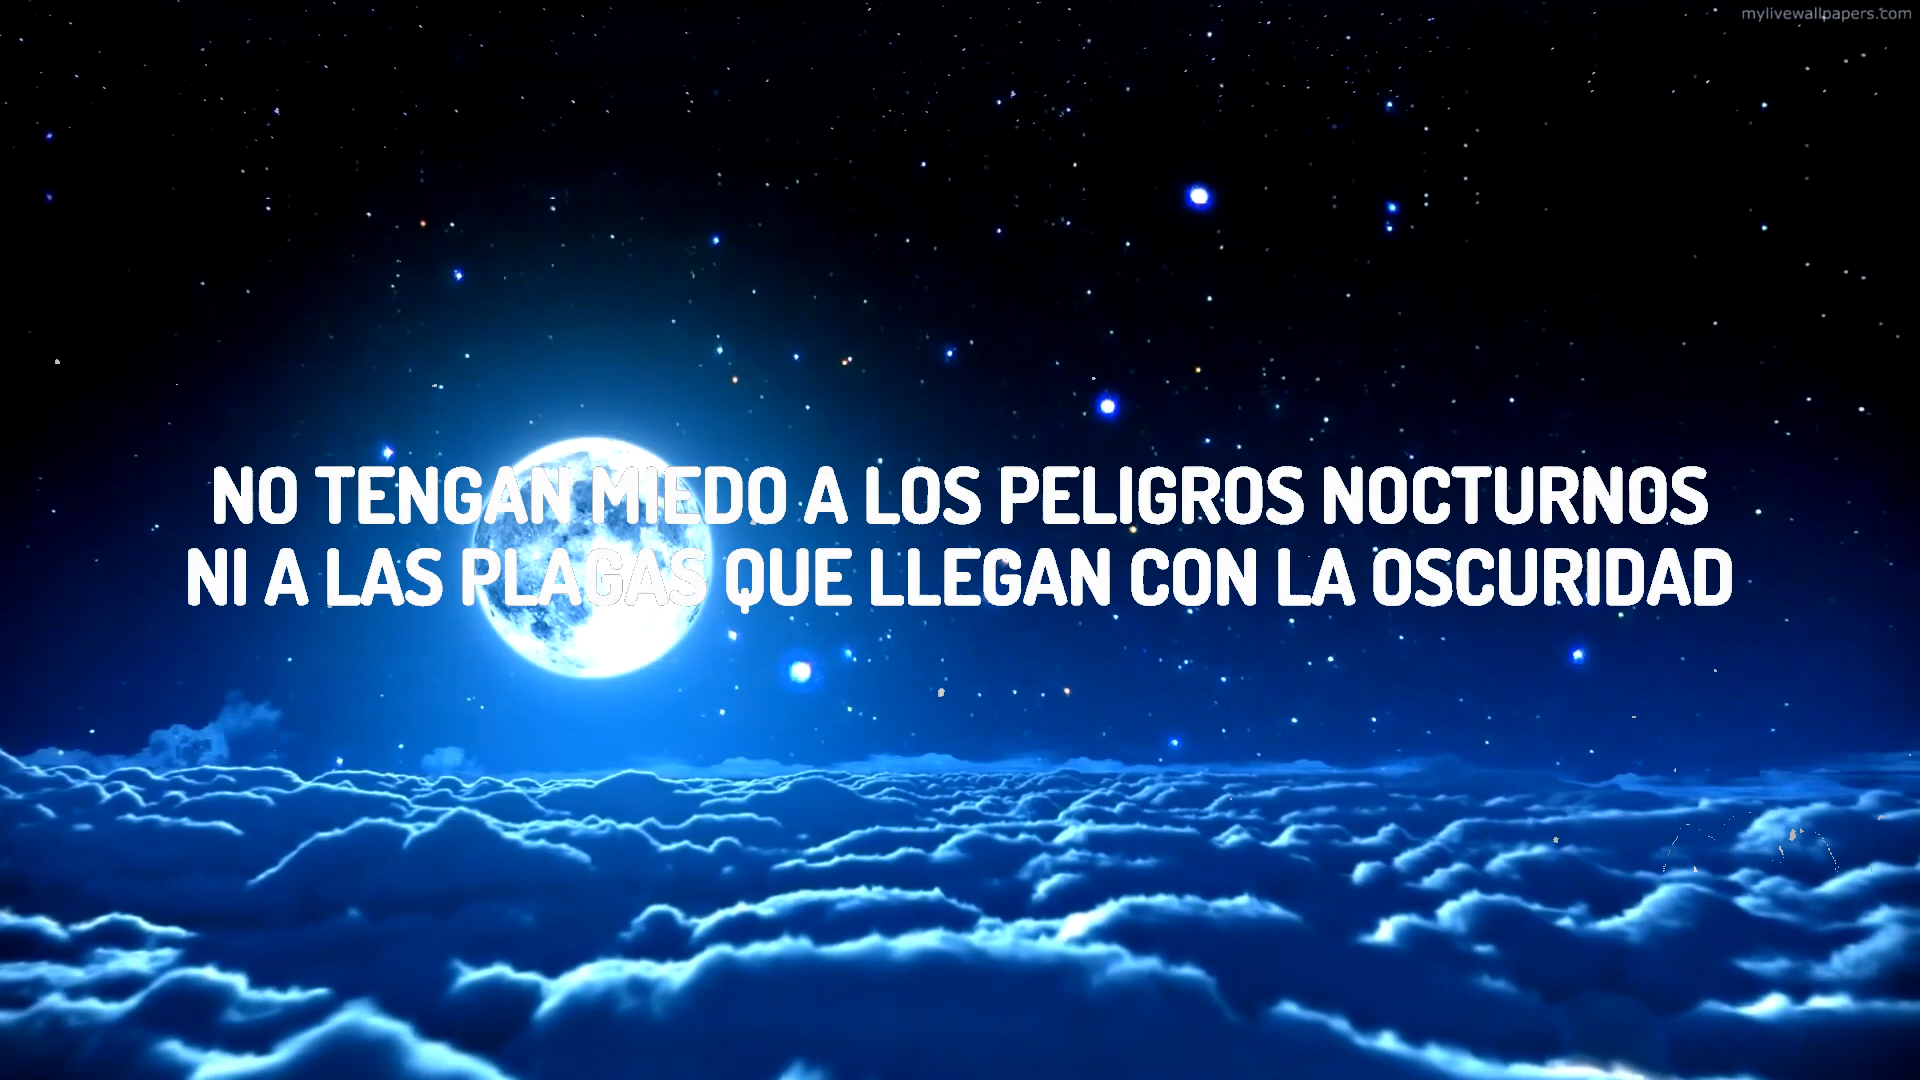 mylivewallpapers.com
NO TENGAN MIEDO A LOS PELIGROS NOCTURNOS
NI A LAS PLAGAS QUE LLEGAN CON LA OSCURIDAD